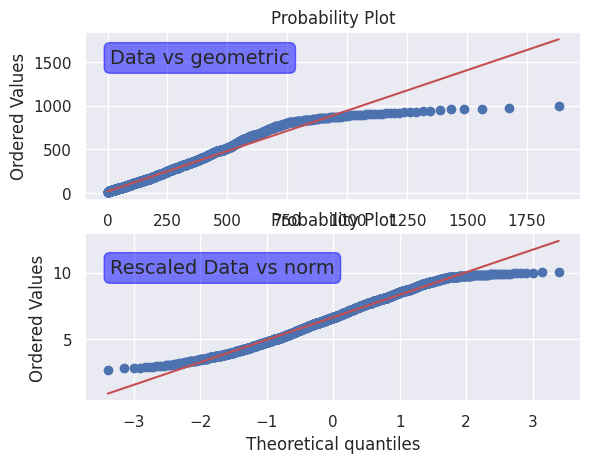 Probability Plot
Data vs geometric
Ordered Values
1500
1000
500
0
0 250 500 750 1000 1250 1500 1750
Probability Plot
Rescaled Data vs norm
Ordered Values
10
5
−3 −2 −1 0 1 2 3
Theoretical quantiles